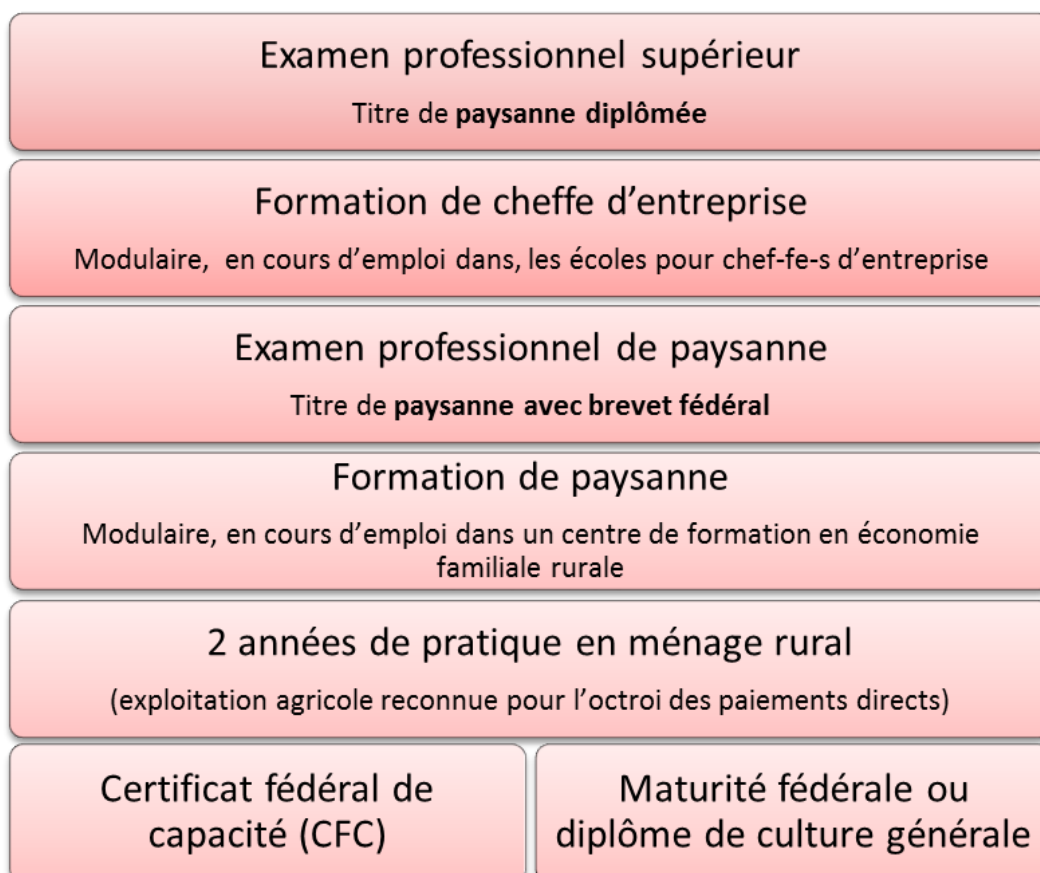 Examen professionnel supérieur
Titre de paysanne diplômée
Formation de cheffe d'entreprise
Modulaire, en cours d'emploi dans, les écoles pour chef-fe-s d'entreprise
Examen professionnel de paysanne
Titre de paysanne avec brevet fédéral
Formation de paysanne
Modulaire, en cours d'emploi dans un centre de formation en économie
familiale rurale
2 années de pratique en ménage rural
(exploitation agricole reconnue pour l'octroi des paiements directs)
Certificat fédéral de
capacité (CFC)
Maturité fédérale ou
diplôme de culture générale